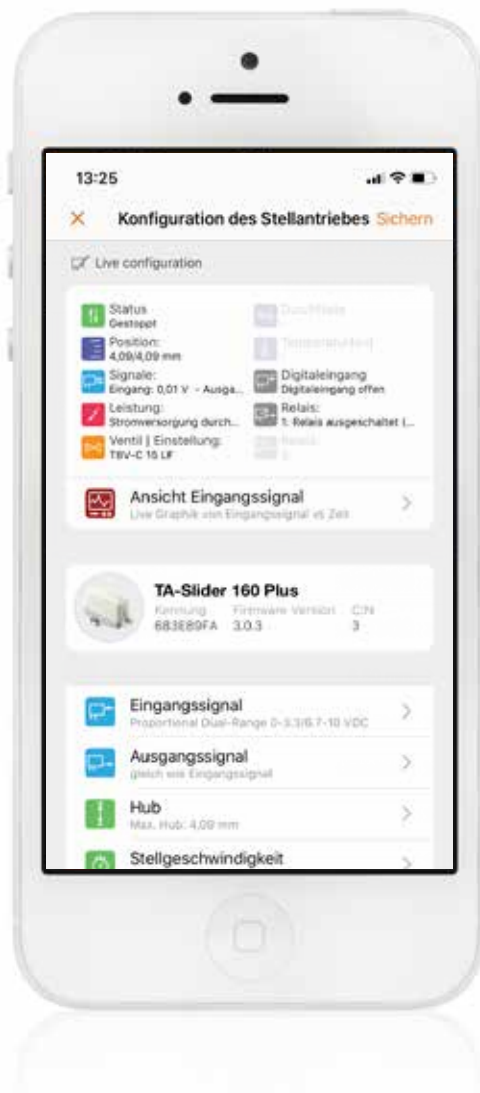 13:25
Konfiguration des Stellantriebes Sichern
Live configuration
Status
Gestoppt
Durchflüsse
Position:
4,09/4,09 mm
Signale:
Eingang: 0,01 V - Ausga...
Digitaleingang
Digitaleingang offen
Leistung:
Stromversorgung durch...
Relais:
1. Relais ausgeschaltet (...
Ventil | Einstellung:
TBV-C 15 LF
Relais:
Ansicht Eingangssignal
Live Graphik von Eingangssignal vs Zeit
TA-Slider 160 Plus
Kennung Firmware Version C/N
683E89FA 3.0.3 3
Eingangssignal
Proportional Dual-Range 0-3.3/6.7-10 VDC
Ausgangssignal
gleich wie Eingangssignal
Hub
Max. Hub: 4,09 mm
Stellgeschwindigkeit